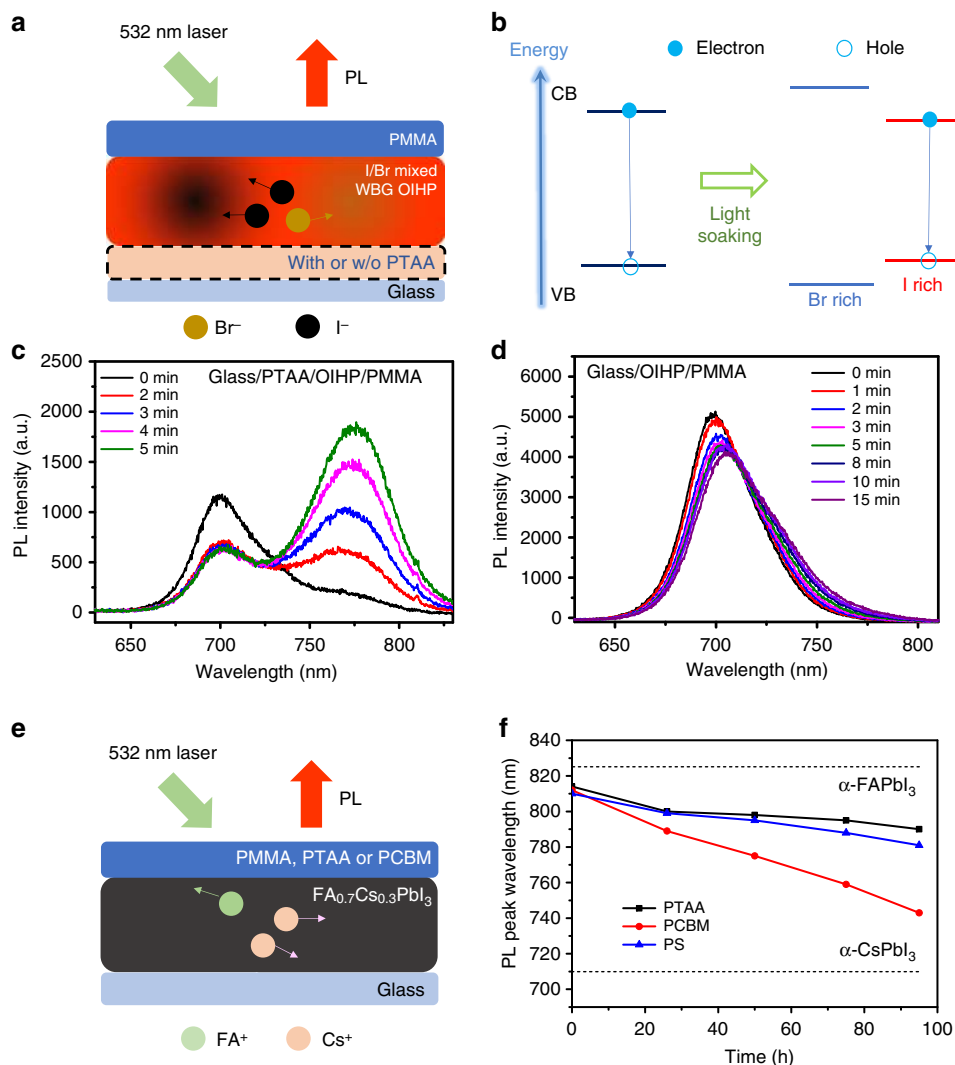 a
532 nm laser
PL
PMMA
I/Br mixed
WBG OIHP
With or w/o PTAA
Glass
Br⁻
I⁻
b
Energy
Electron
Hole
CB
VB
Light
soaking
Br rich
I rich
c
2500
2000
1500
1000
500
0
PL intensity (a.u.)
Glass/PTAA/OIHP/PMMA
0 min
2 min
3 min
4 min
5 min
650
700
750
800
Wavelength (nm)
d
6000
5000
4000
3000
2000
1000
0
PL intensity (a.u.)
Glass/OIHP/PMMA
0 min
1 min
2 min
3 min
5 min
8 min
10 min
15 min
650
700
750
800
Wavelength (nm)
e
532 nm laser
PL
PMMA, PTAA or PCBM
FA₀.₇Cs₀.₃PbI₃
Glass
FA⁺
Cs⁺
f
840
820
800
780
760
740
720
700
PL peak wavelength (nm)
α-FAPbI₃
PTAA
PCBM
PS
α-CsPbI₃
0
20
40
60
80
100
Time (h)